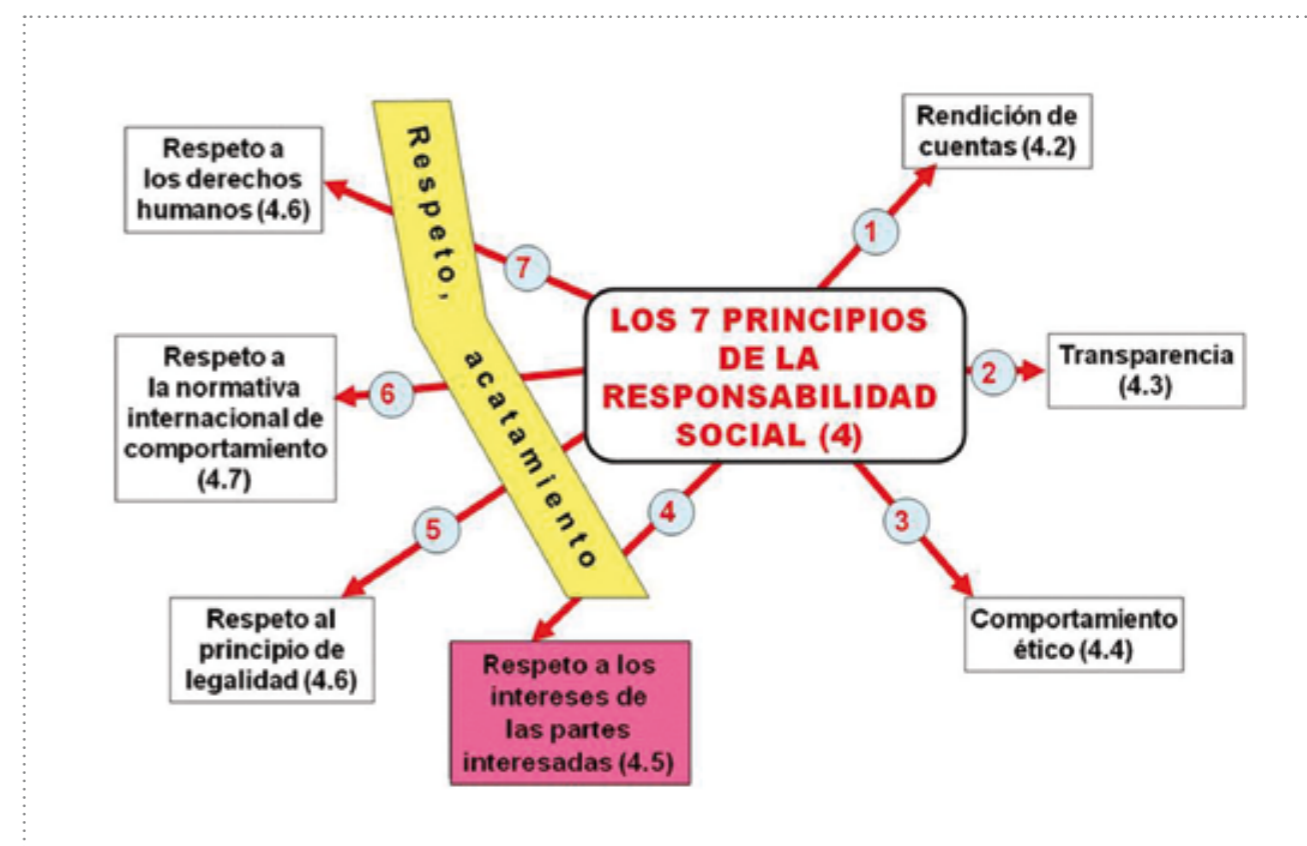 LOS 7 PRINCIPIOS
DE LA
RESPONSABILIDAD
SOCIAL (4)
1
Rendición de
cuentas (4.2)
2
Transparencia
(4.3)
3
Comportamiento
ético (4.4)
4
Respeto a los
intereses de
las partes
interesadas (4.5)
5
Respeto al
principio de
legalidad (4.6)
6
Respeto a
la normativa
internacional de
comportamiento
(4.7)
7
Respeto a
los derechos
humanos (4.6)
Respeto,
acatamiento